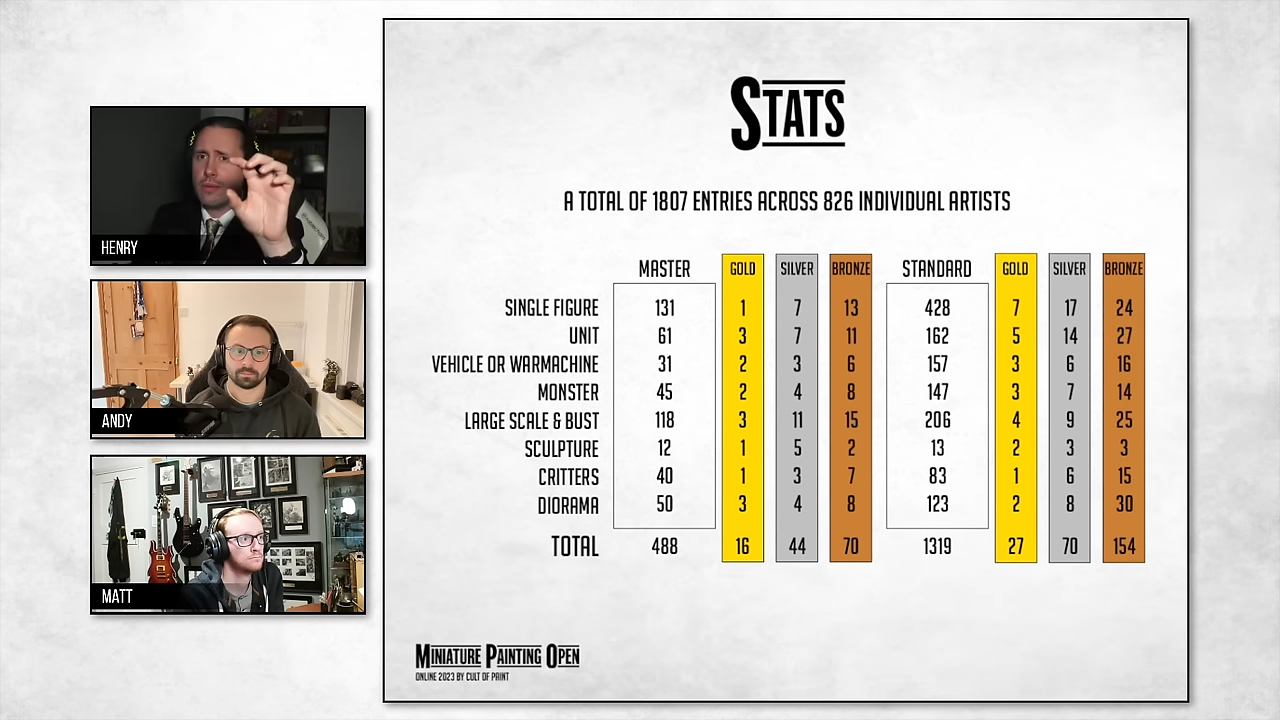 STATS
A TOTAL OF 1807 ENTRIES ACROSS 826 INDIVIDUAL ARTISTS
MASTER GOLD SILVER BRONZE STANDARD GOLD SILVER BRONZE
SINGLE FIGURE 131 1 7 13 428 7 17 24
UNIT 61 3 7 11 162 5 14 27
VEHICLE OR WARMACHINE 31 2 3 6 157 3 6 16
MONSTER 45 2 4 8 147 3 7 14
LARGE SCALE & BUST 118 3 11 15 206 4 9 25
SCULPTURE 12 1 5 2 13 2 3 3
CRITTERS 40 1 3 7 83 1 6 15
DIORAMA 50 3 4 8 123 2 8 30
TOTAL 488 16 44 70 1319 27 70 154
HENRY
ANDY
MATT
MINIATURE PAINTING OPEN
ONLINE 2023 BY CULT OF PAINT